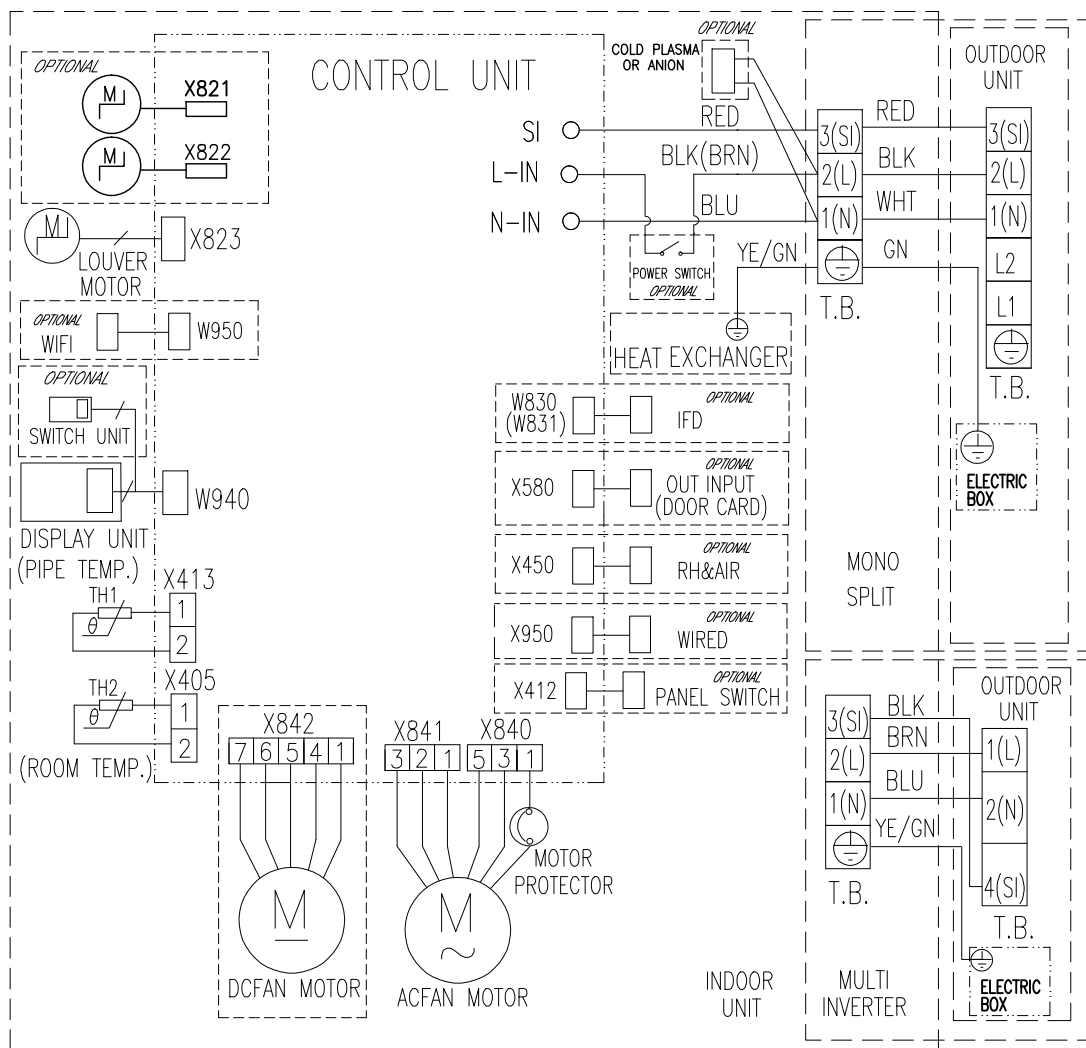 OPTIONAL
M
X821
M
X822
M
X823
LOUVER
MOTOR
OPTIONAL
WIFI
W950
OPTIONAL
SWITCH UNIT
W940
DISPLAY UNIT
(PIPE TEMP.)
X413
TH1
θ
1
2
X405
TH2
θ
1
2
(ROOM TEMP.)
CONTROL UNIT
SI
L-IN
N-IN
OPTIONAL
COLD PLASMA
OR ANION
RED
BLK(BRN)
BLU
POWER SWITCH
OPTIONAL
YE/GN
HEAT EXCHANGER
3(SI)
2(L)
1(N)
T.B.
RED
BLK
WHT
GN
OUTDOOR
UNIT
3(SI)
2(L)
1(N)
L2
L1
T.B.
ELECTRIC
BOX
W830
(W831)
OPTIONAL
IFD
X580
OPTIONAL
OUT INPUT
(DOOR CARD)
X450
OPTIONAL
RH&AIR
X950
OPTIONAL
WIRED
X412
OPTIONAL
PANEL SWITCH
MONO
SPLIT
X842
7 6 5 4 1
M
DCFAN MOTOR
X841
3 2 1
X840
5 3 1
MOTOR
PROTECTOR
M
ACFAN MOTOR
3(SI)
2(L)
1(N)
T.B.
BLK
BRN
BLU
YE/GN
OUTDOOR
UNIT
1(L)
2(N)
4(SI)
T.B.
ELECTRIC
BOX
INDOOR
UNIT
MULTI
INVERTER